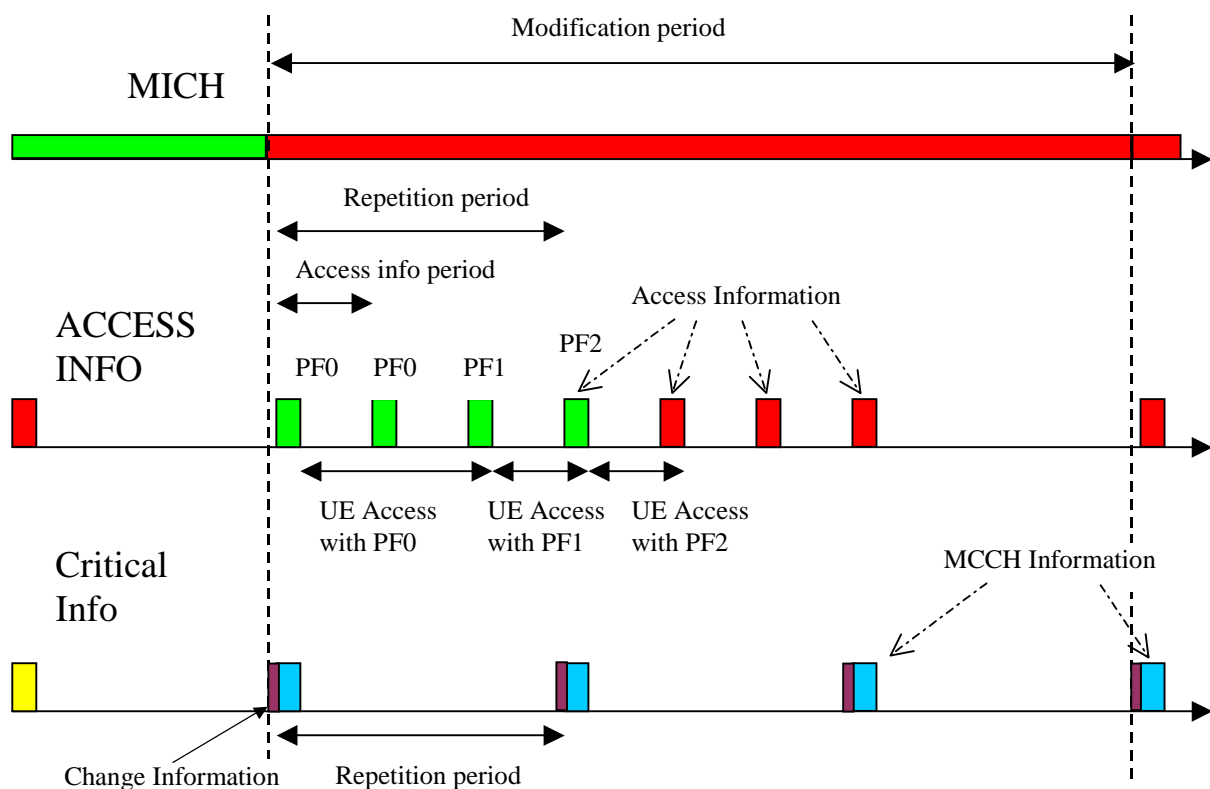 Modification period
MICH
Repetition period
Access info period
Access Information
ACCESS
INFO
PF0
PF0
PF1
PF2
UE Access
with PF0
UE Access
with PF1
UE Access
with PF2
Critical
Info
MCCH Information
Change Information
Repetition period